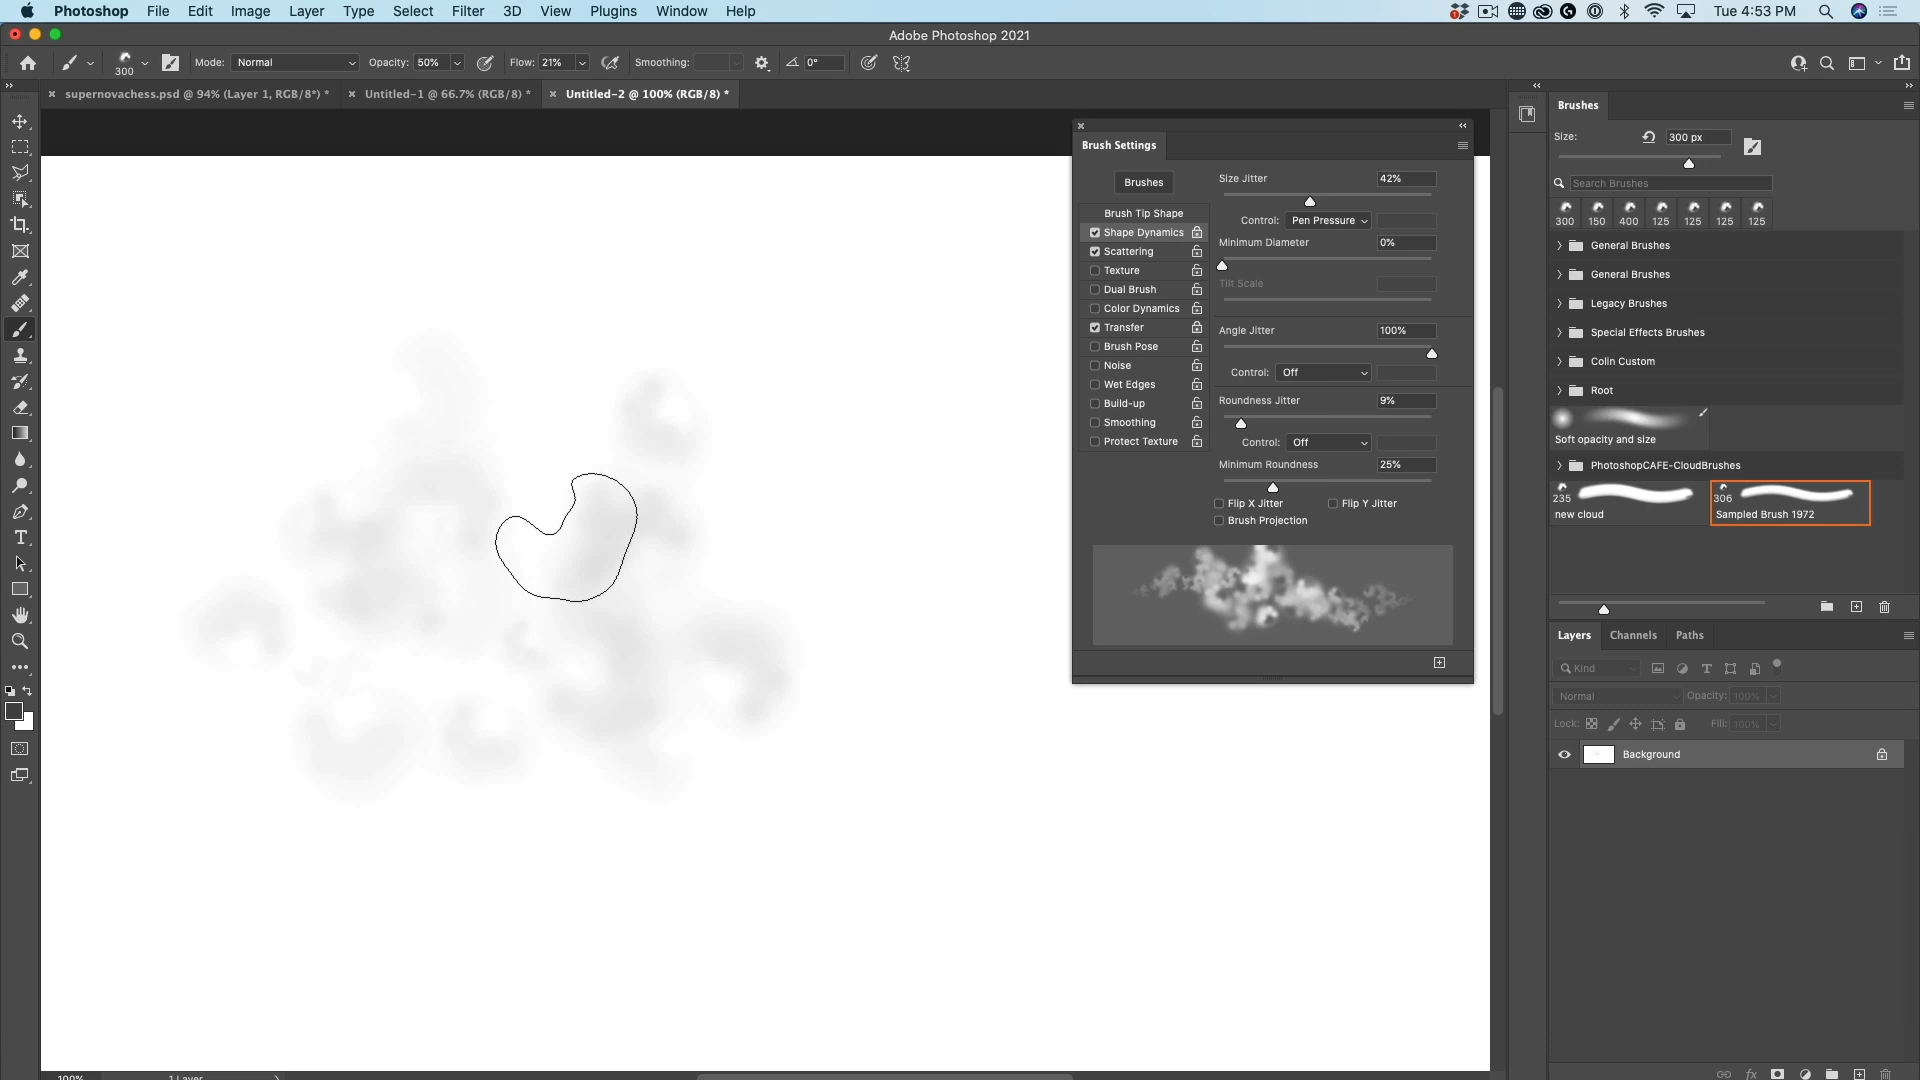 Photoshop File Edit Image Layer Type Select Filter 3D View Plugins Window Help
Tue 4:53 PM
Adobe Photoshop 2021
300
Mode: Normal
Opacity: 50%
Flow: 21%
Smoothing:
0°
supernovachess.psd @ 94% (Layer 1, RGB/8*) *
Untitled-1 @ 66.7% (RGB/8) *
Untitled-2 @ 100% (RGB/8) *
Brush Settings
Brushes
Brush Tip Shape
Shape Dynamics
Scattering
Texture
Dual Brush
Color Dynamics
Transfer
Brush Pose
Noise
Wet Edges
Build-up
Smoothing
Protect Texture
Size Jitter 42%
Control: Pen Pressure
Minimum Diameter 0%
Tilt Scale
Angle Jitter 100%
Control: Off
Roundness Jitter 9%
Control: Off
Minimum Roundness 25%
Flip X Jitter
Flip Y Jitter
Brush Projection
Brushes
Size: 300 px
Search Brushes
300 150 400 125 125 125 125
General Brushes
General Brushes
Legacy Brushes
Special Effects Brushes
Colin Custom
Root
Soft opacity and size
PhotoshopCAFE-CloudBrushes
235
new cloud
306
Sampled Brush 1972
Layers Channels Paths
Kind
Normal Opacity: 100%
Lock: Fill: 100%
Background
fx
100% 1 Layer